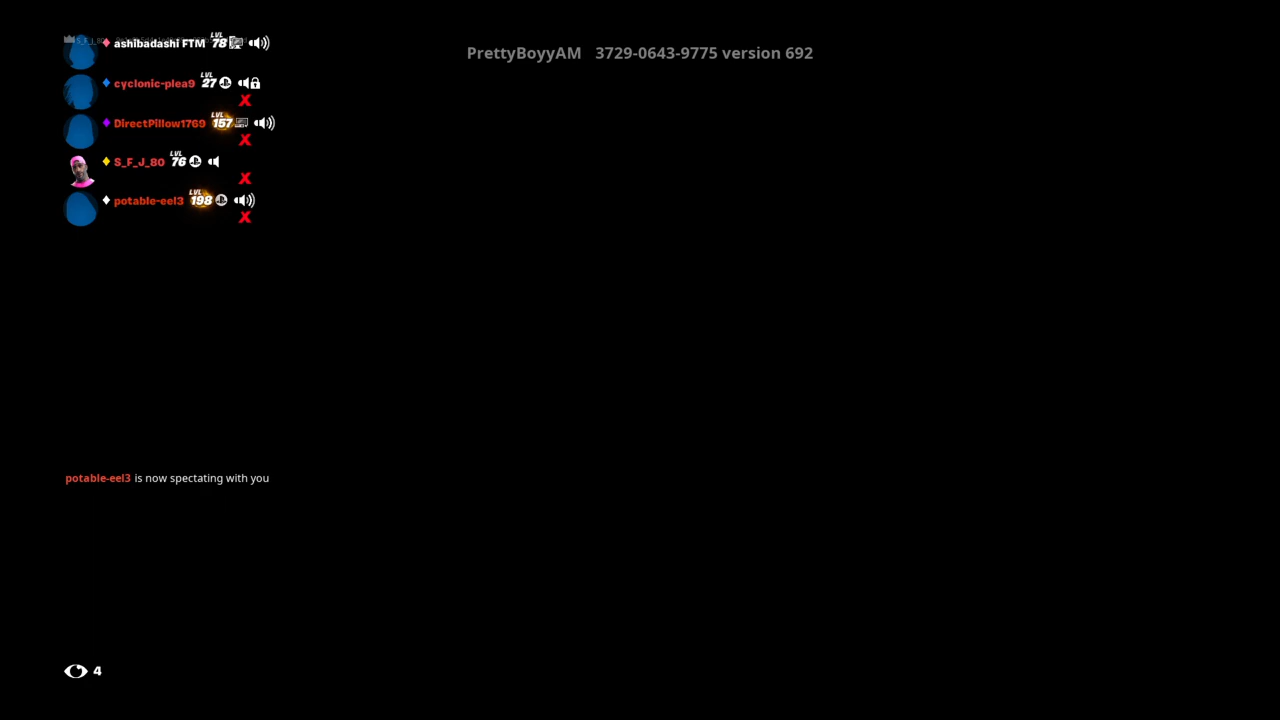 ashibadashi FTM LVL 78
PrettyBoyyAM 3729-0643-9775 version 692
cyclonic-plea9 LVL 27
X
DirectPillow1769 LVL 157
X
S_F_J_80 LVL 76
X
potable-eel3 LVL 198
X
potable-eel3 is now spectating with you
4